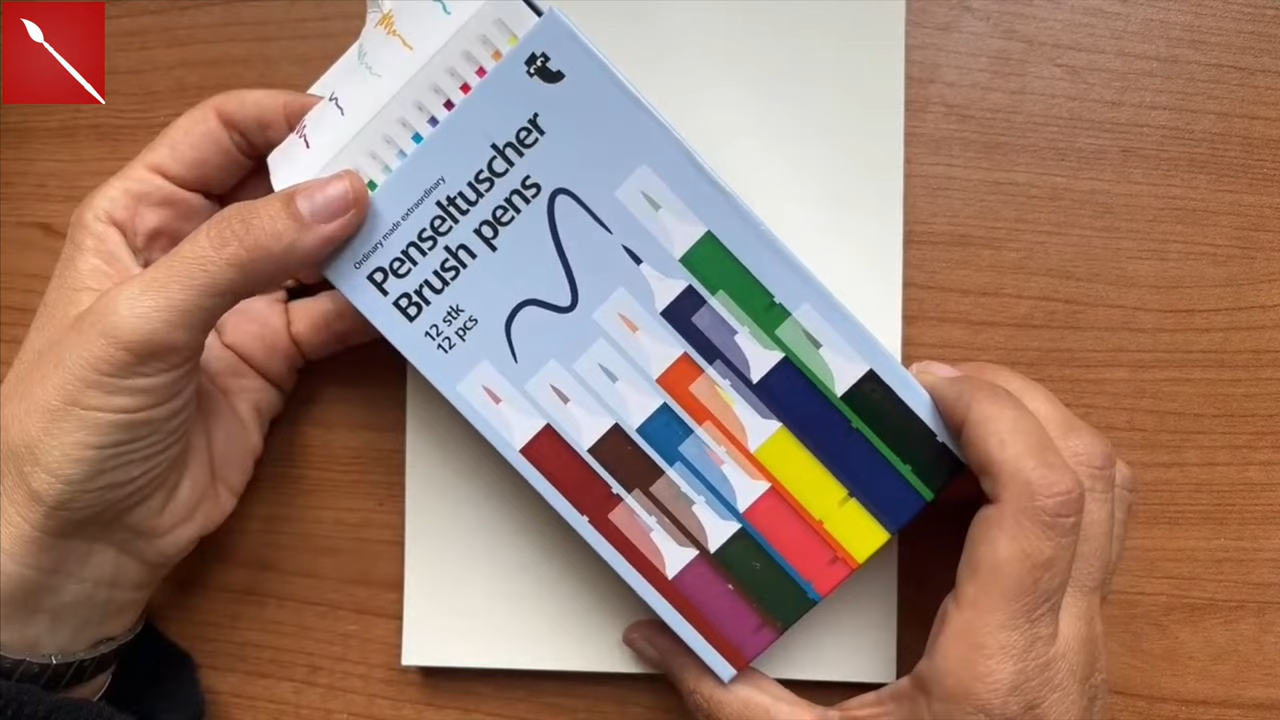 Ordinary made extraordinary
Penseltuscher
Brush pens
12 stk
12 pcs